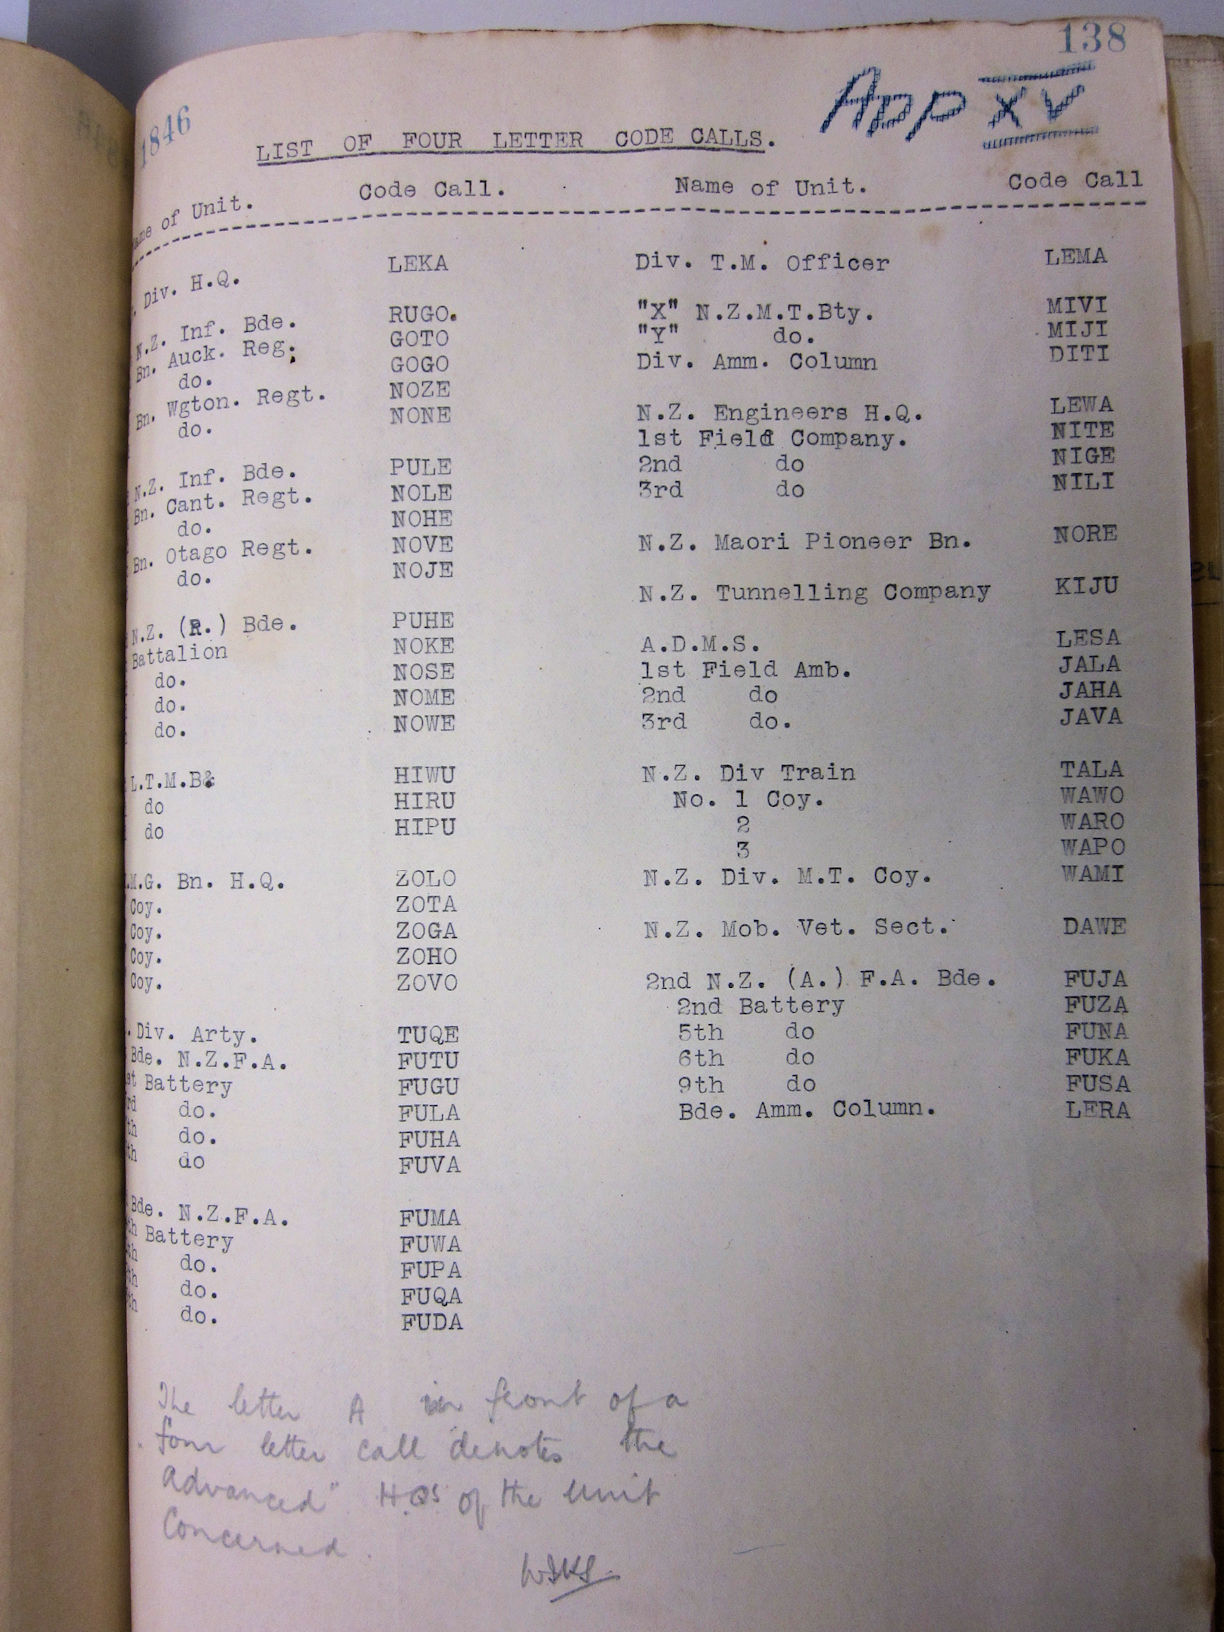 138
1846
App XV
LIST OF FOUR LETTER CODE CALLS.
of Unit. Code Call. Name of Unit. Code Call
Div. H.Q. LEKA
N.Z. Inf. Bde. RUGO.
Bn. Auck. Reg. GOTO
do. GOGO
Bn. Wgton. Regt. NOZE
do. NONE
N.Z. Inf. Bde. PULE
Bn. Cant. Regt. NOLE
do. NOHE
Bn. Otago Regt. NOVE
do. NOJE
N.Z. (R.) Bde. PUHE
Battalion NOKE
do. NOSE
do. NOME
do. NOWE
L.T.M.B. HIWU
do HIRU
do HIPU
M.G. Bn. H.Q. ZOLO
Coy. ZOTA
Coy. ZOGA
Coy. ZOHO
Coy. ZOVO
Div. Arty. TUQE
Bde. N.Z.F.A. FUTU
Battery FUGU
do. FULA
do. FUHA
do FUVA
Bde. N.Z.F.A. FUMA
Battery FUWA
do. FUPA
do. FUQA
do. FUDA
Div. T.M. Officer LEMA
"X" N.Z.M.T.Bty. MIVI
"Y" do. MIJI
Div. Amm. Column DITI
N.Z. Engineers H.Q. LEWA
1st Field Company. NITE
2nd do NIGE
3rd do NILI
N.Z. Maori Pioneer Bn. NORE
N.Z. Tunnelling Company KIJU
A.D.M.S. LESA
1st Field Amb. JALA
2nd do JAHA
3rd do. JAVA
N.Z. Div Train TALA
No. 1 Coy. WAWO
2 WARO
3 WAPO
N.Z. Div. M.T. Coy. WAMI
N.Z. Mob. Vet. Sect. DAWE
2nd N.Z. (A.) F.A. Bde. FUJA
2nd Battery FUZA
5th do FUNA
6th do FUKA
9th do FUSA
Bde. Amm. Column. LERA
The letter A in front of a
four letter call denotes the
Advanced" H.Qs of the unit
Concerned.